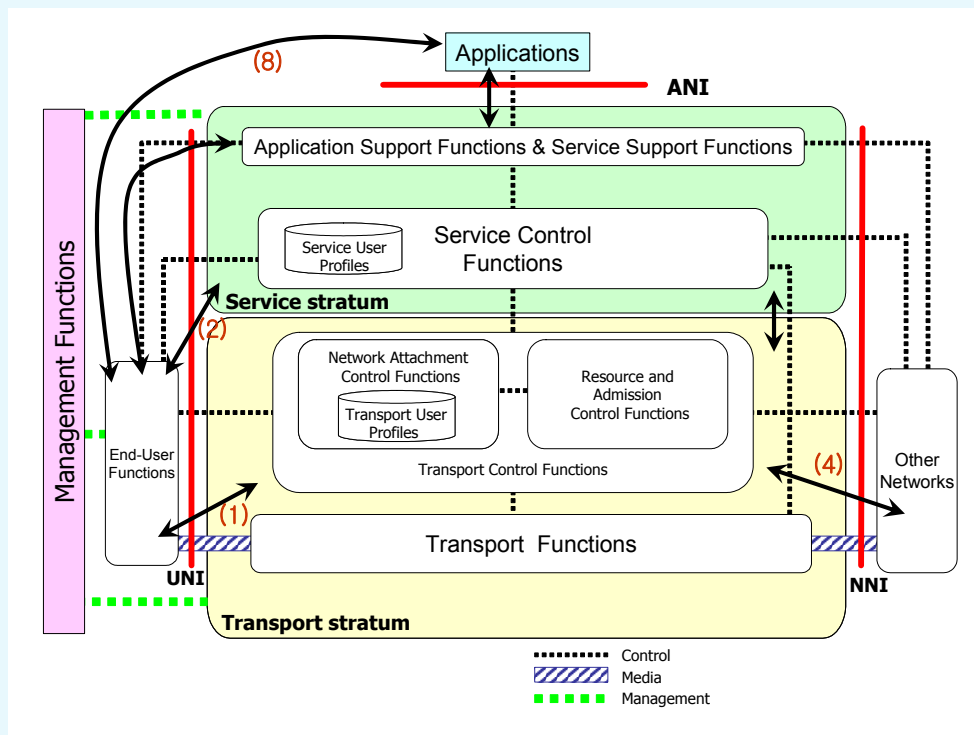 (8)
Applications
ANI
Application Support Functions & Service Support Functions
Service User
Profiles
Service Control
Functions
Service stratum
(2)
Management Functions
Network Attachment
Control Functions
Transport User
Profiles
Resource and
Admission
Control Functions
Transport Control Functions
End-User
Functions
(1)
(4)
Other
Networks
Transport Functions
UNI
NNI
Transport stratum
Control
Media
Management